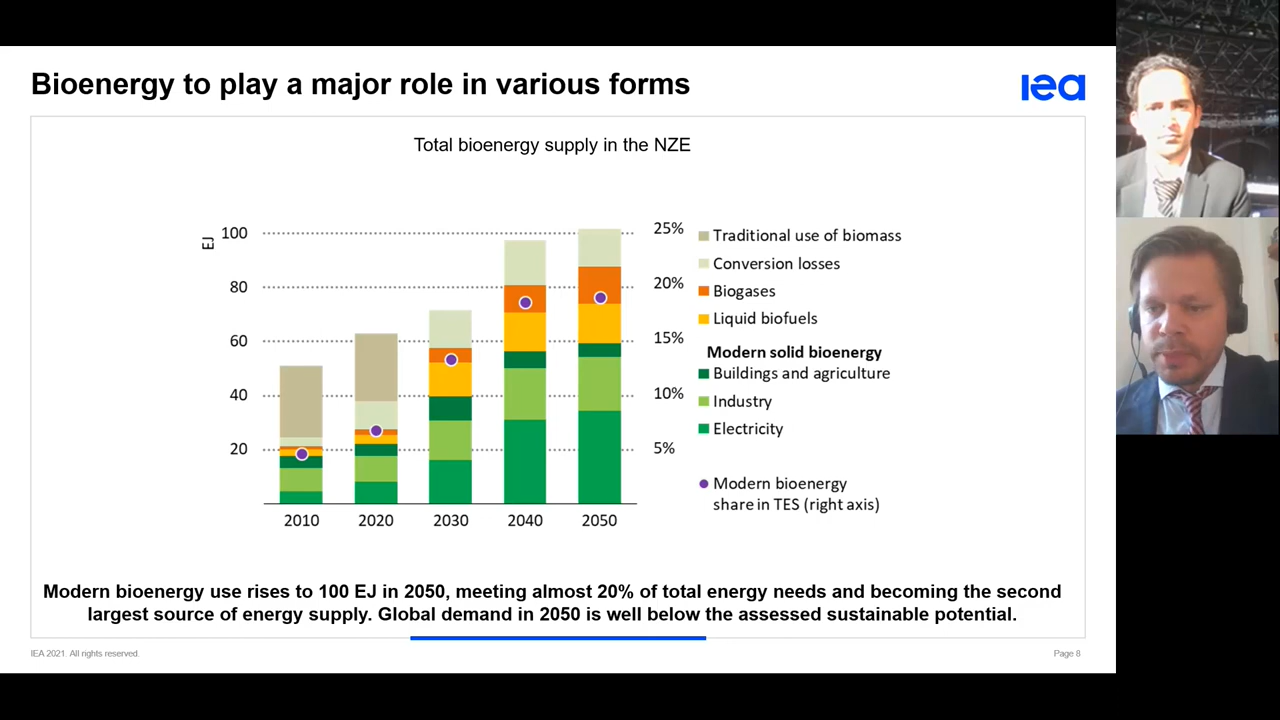 Bioenergy to play a major role in various forms
iea
Total bioenergy supply in the NZE
EJ
100
80
60
40
20
25%
20%
15%
10%
5%
2010
2020
2030
2040
2050
Traditional use of biomass
Conversion losses
Biogases
Liquid biofuels
Modern solid bioenergy
Buildings and agriculture
Industry
Electricity
Modern bioenergy
share in TES (right axis)
Modern bioenergy use rises to 100 EJ in 2050, meeting almost 20% of total energy needs and becoming the second
largest source of energy supply. Global demand in 2050 is well below the assessed sustainable potential.
IEA 2021. All rights reserved.
Page 8